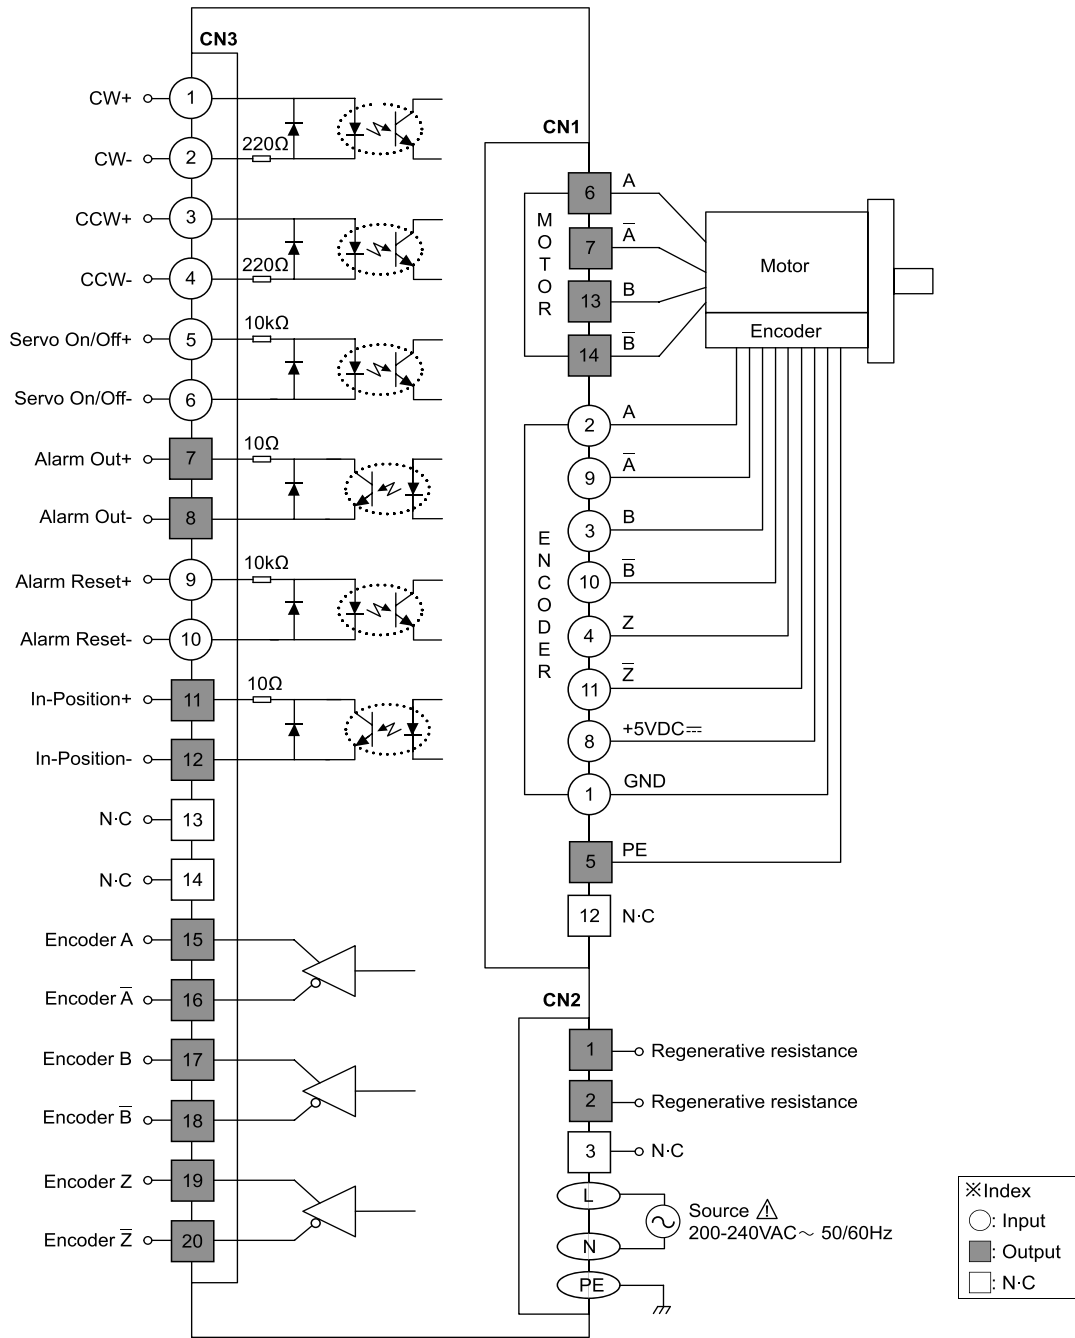 CN3
CW+ 1
220Ω
CW- 2
CCW+ 3
220Ω
CCW- 4
10kΩ
Servo On/Off+ 5
Servo On/Off- 6
10Ω
Alarm Out+ 7
Alarm Out- 8
10kΩ
Alarm Reset+ 9
Alarm Reset- 10
10Ω
In-Position+ 11
In-Position- 12
N·C 13
N·C 14
Encoder A 15
Encoder A̅ 16
Encoder B 17
Encoder B̅ 18
Encoder Z 19
Encoder Z̅ 20
CN1
MOTOR
6 A
7 A̅
13 B
14 B̅
Motor
Encoder
ENCODER
2 A
9 A̅
3 B
10 B̅
4 Z
11 Z̅
8 +5VDC⎓
1 GND
5 PE
12 N·C
CN2
1 Regenerative resistance
2 Regenerative resistance
3 N·C
L
Source ⚠
200-240VAC～ 50/60Hz
N
PE
※Index
○: Input
■: Output
□: N·C